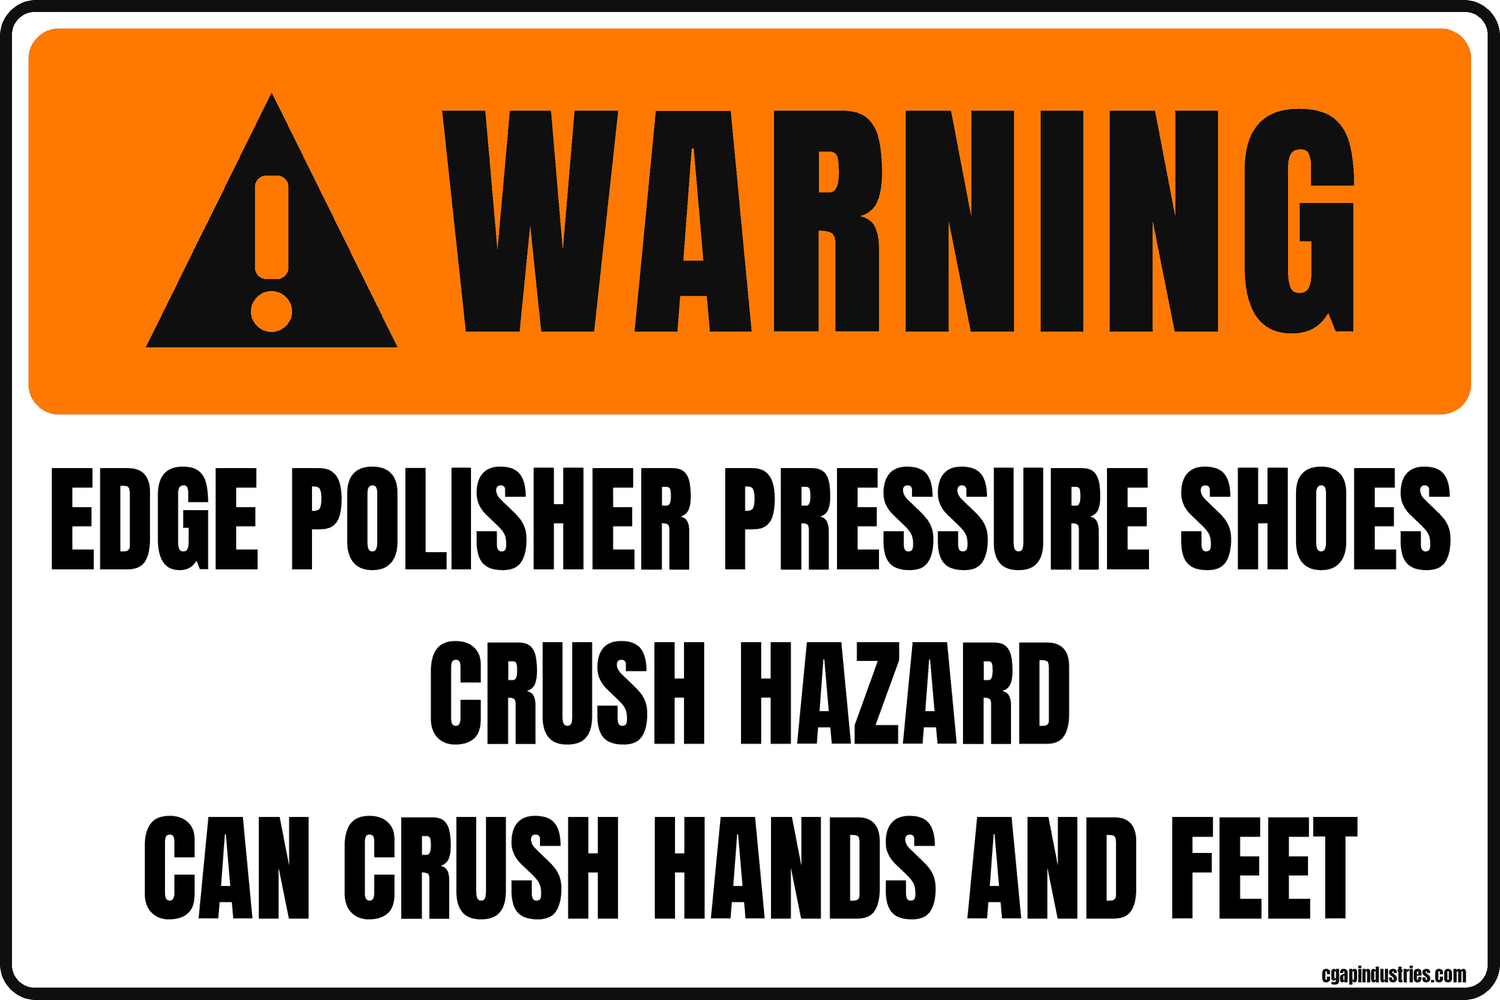 WARNING
EDGE POLISHER PRESSURE SHOES
CRUSH HAZARD
CAN CRUSH HANDS AND FEET
cgapindustries.com